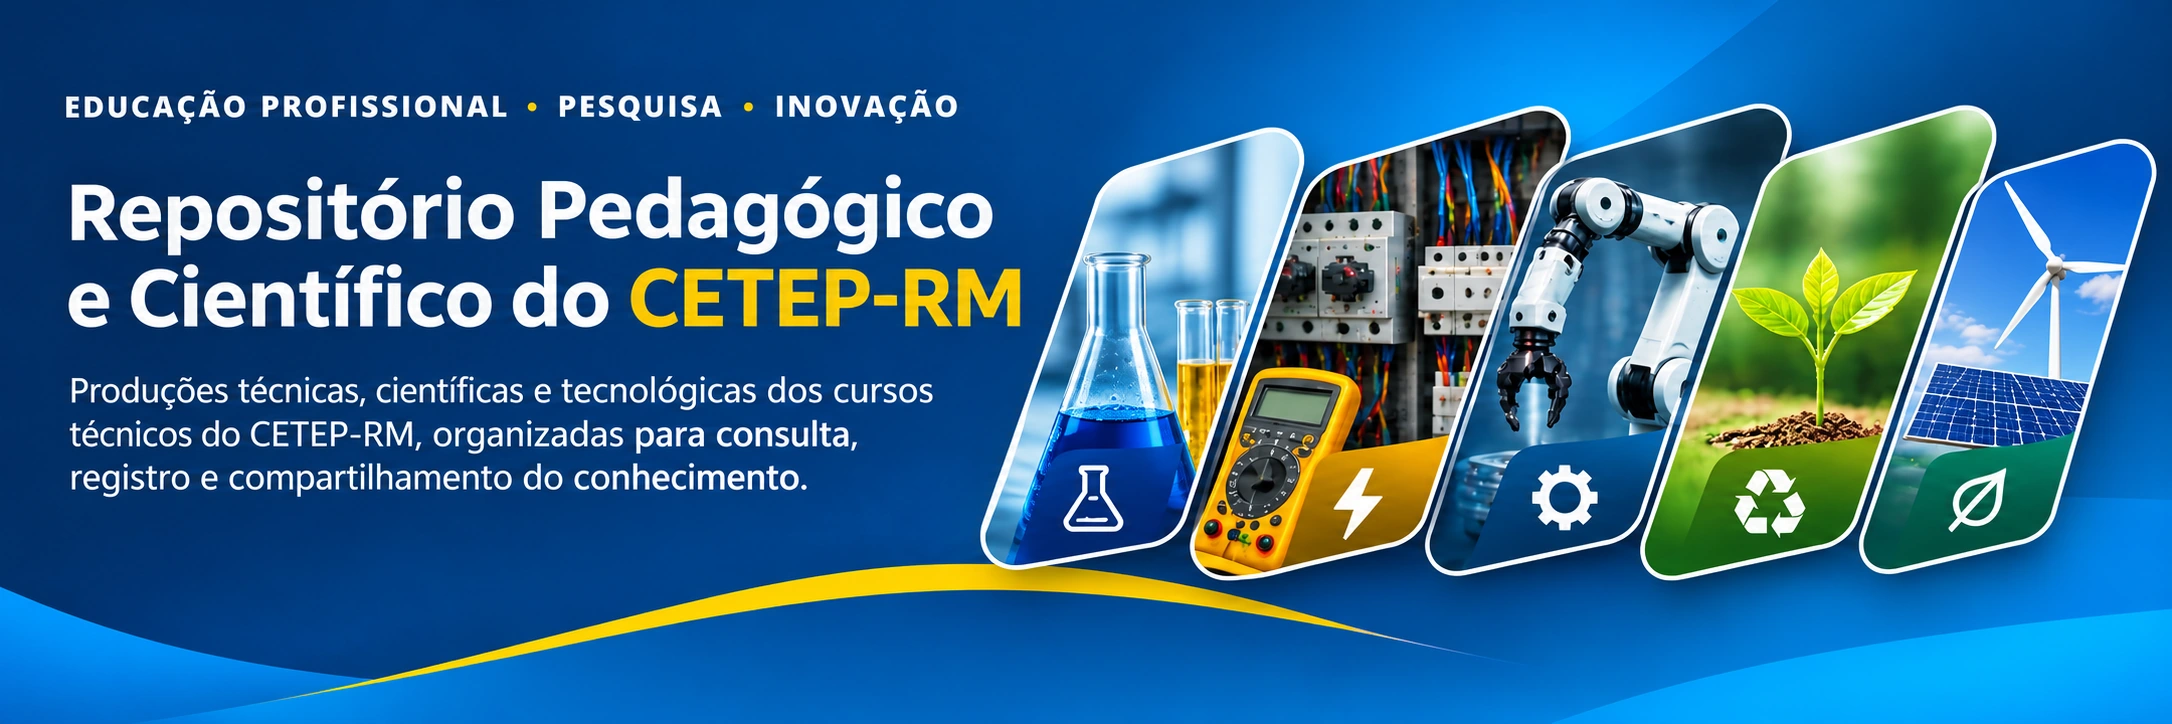 EDUCAÇÃO PROFISSIONAL • PESQUISA • INOVAÇÃO
Repositório Pedagógico
e Científico do CETEP-RM
Produções técnicas, científicas e tecnológicas dos cursos
técnicos do CETEP-RM, organizadas para consulta,
registro e compartilhamento do conhecimento.